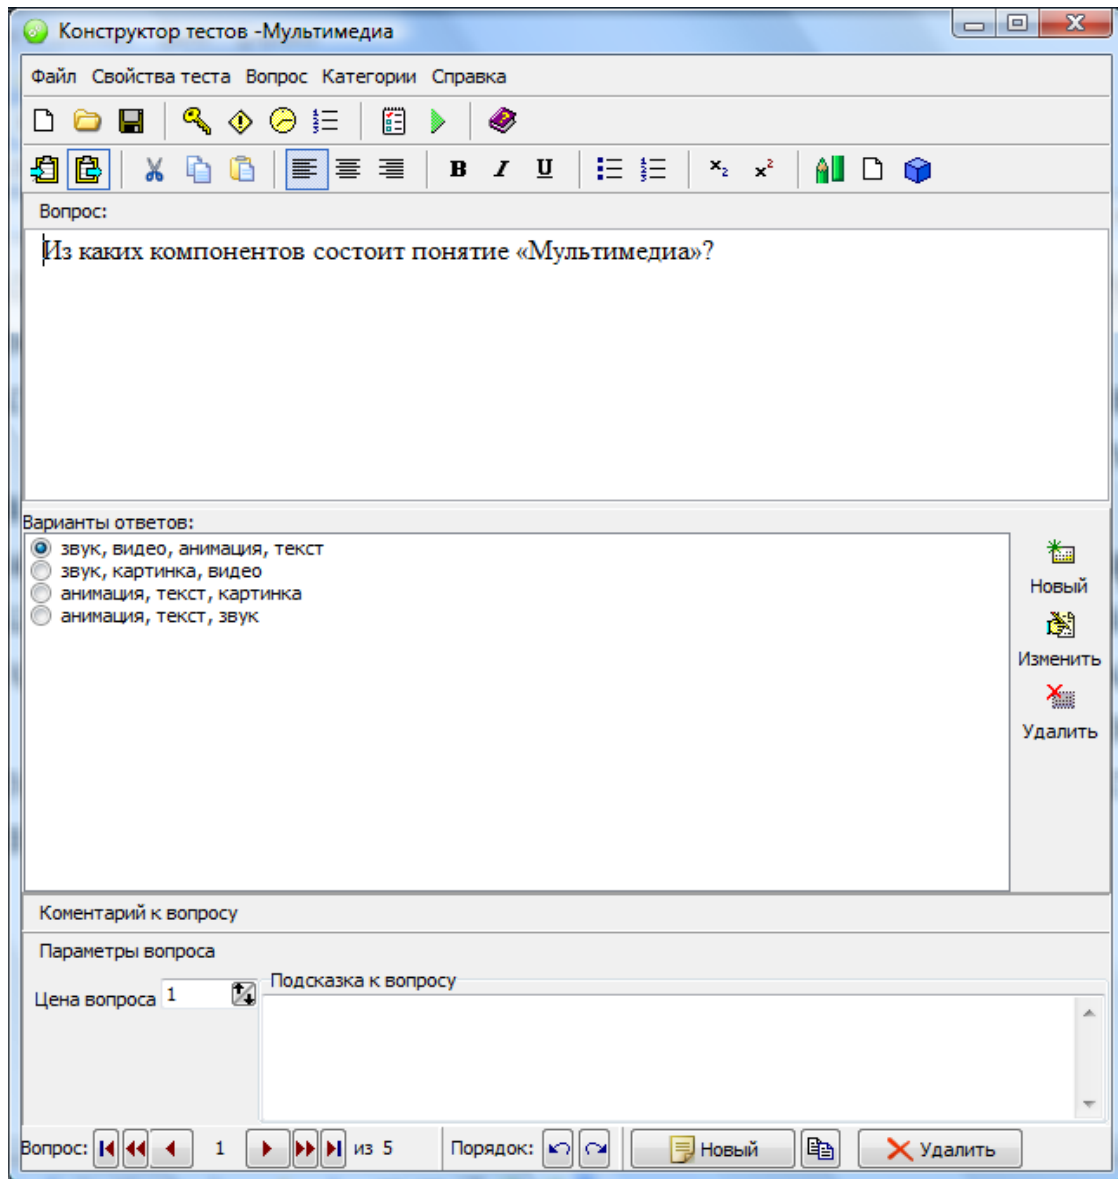 Конструктор тестов -Мультимедиа
Файл Свойства теста Вопрос Категории Справка
B I U x₂ x²
Вопрос:
Из каких компонентов состоит понятие «Мультимедиа»?
Варианты ответов:
звук, видео, анимация, текст
звук, картинка, видео
анимация, текст, картинка
анимация, текст, звук
Новый
Изменить
Удалить
Коментарий к вопросу
Параметры вопроса
Цена вопроса 1
Подсказка к вопросу
Вопрос: 1 из 5 Порядок: Новый Удалить